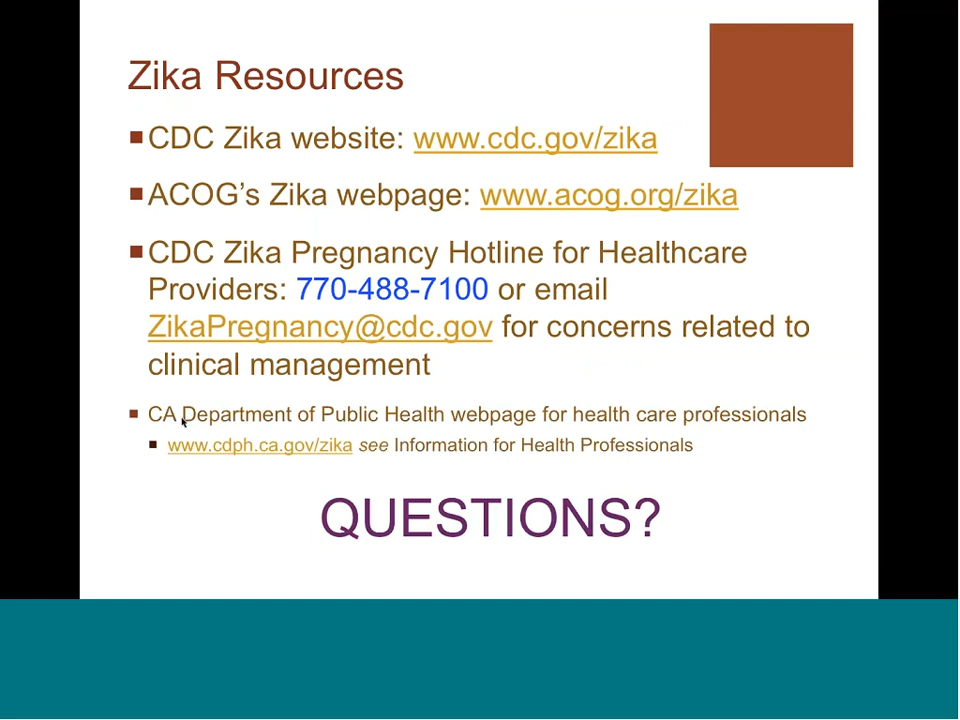 Zika Resources
CDC Zika website: www.cdc.gov/zika
ACOG's Zika webpage: www.acog.org/zika
CDC Zika Pregnancy Hotline for Healthcare
Providers: 770-488-7100 or email
ZikaPregnancy@cdc.gov for concerns related to
clinical management
CA Department of Public Health webpage for health care professionals
www.cdph.ca.gov/zika see Information for Health Professionals
QUESTIONS?